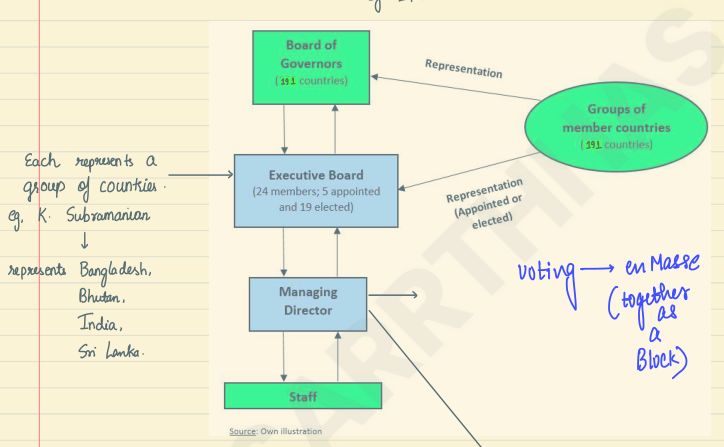 Board of
Governors
(191 countries)
Representation
Groups of
member countries
(191 countries)
Each represents a
group of countries.
eg. K. Subramanian
↓
represents Bangladesh,
Bhutan,
India,
Sri Lanka.
Executive Board
(24 members; 5 appointed
and 19 elected)
Representation
(Appointed or
elected)
voting → en Masse
(together
as
a
Block)
Managing
Director
Staff
Source: Own illustration